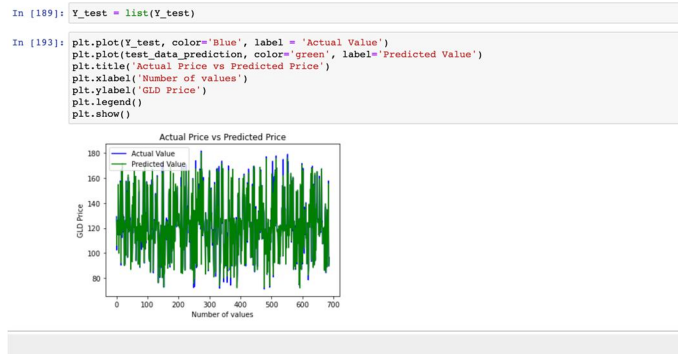 In [189]: Y_test = list(Y_test)
In [193]: plt.plot(Y_test, color='Blue', label = 'Actual Value')
plt.plot(test_data_prediction, color='green', label='Predicted Value')
plt.title('Actual Price vs Predicted Price')
plt.xlabel('Number of values')
plt.ylabel('GLD Price')
plt.legend()
plt.show()
Actual Price vs Predicted Price
Actual Value
Predicted Value
GLD Price
180
160
140
120
100
80
0 100 200 300 400 500 600 700
Number of values